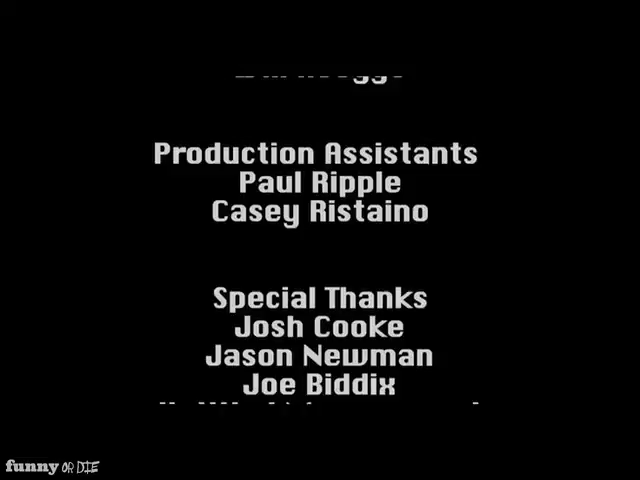 Production Assistants
Paul Ripple
Casey Ristaino
Special Thanks
Josh Cooke
Jason Newman
Joe Biddix
funny OR DIE